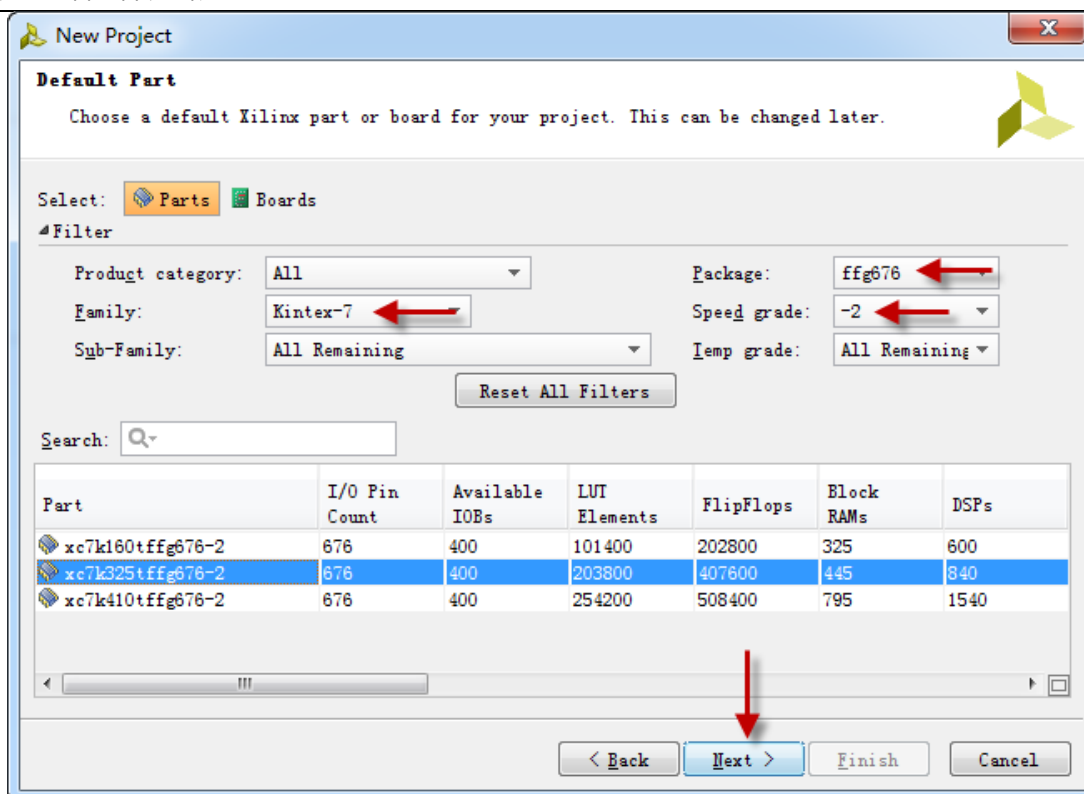 New Project
Default Part
Choose a default Xilinx part or board for your project. This can be changed later.
Select: Parts Boards
Filter
Product category: All Package: ffg676
Family: Kintex-7 Speed grade: -2
Sub-Family: All Remaining Temp grade: All Remaining
Reset All Filters
Search:
Part I/O Pin Count Available IOBs LUT Elements FlipFlops Block RAMs DSPs
xc7k160tffg676-2 676 400 101400 202800 325 600
xc7k325tffg676-2 676 400 203800 407600 445 840
xc7k410tffg676-2 676 400 254200 508400 795 1540
< Back Next > Finish Cancel